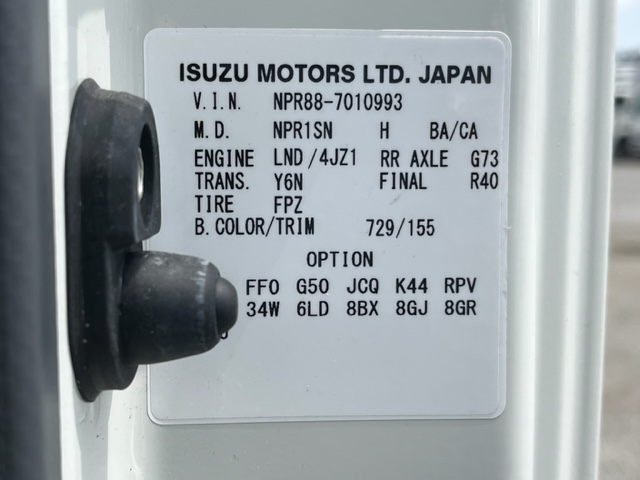 ISUZU MOTORS LTD. JAPAN
V.I.N. NPR88-7010993
M.D. NPR1SN H BA/CA
ENGINE LND/4JZ1 RR AXLE G73
TRANS. Y6N FINAL R40
TIRE FPZ
B.COLOR/TRIM 729/155
OPTION
FF0 G50 JCQ K44 RPV
34W 6LD 8BX 8GJ 8GR